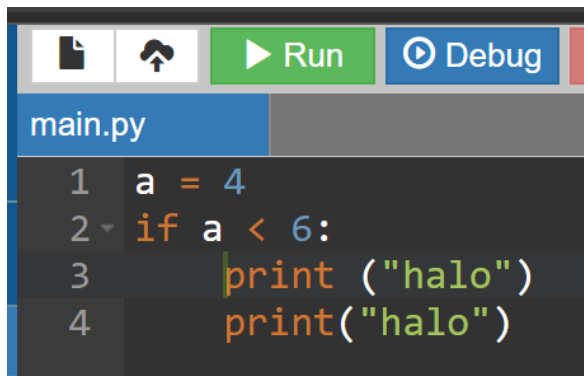 Run Debug
main.py
1 a = 4
2 if a < 6:
3     print ("halo")
4     print("halo")